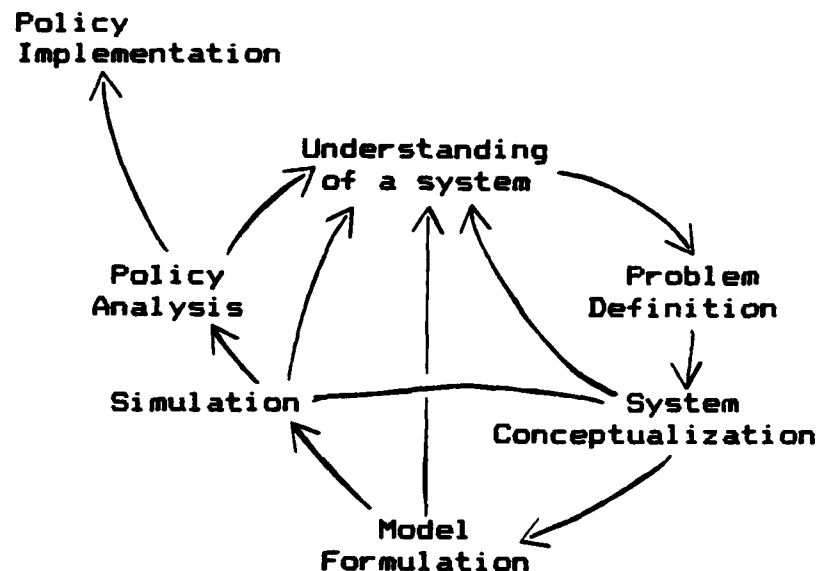 Policy
Implementation
Understanding
of a system
Policy
Analysis
Problem
Definition
Simulation
System
Conceptualization
Model
Formulation